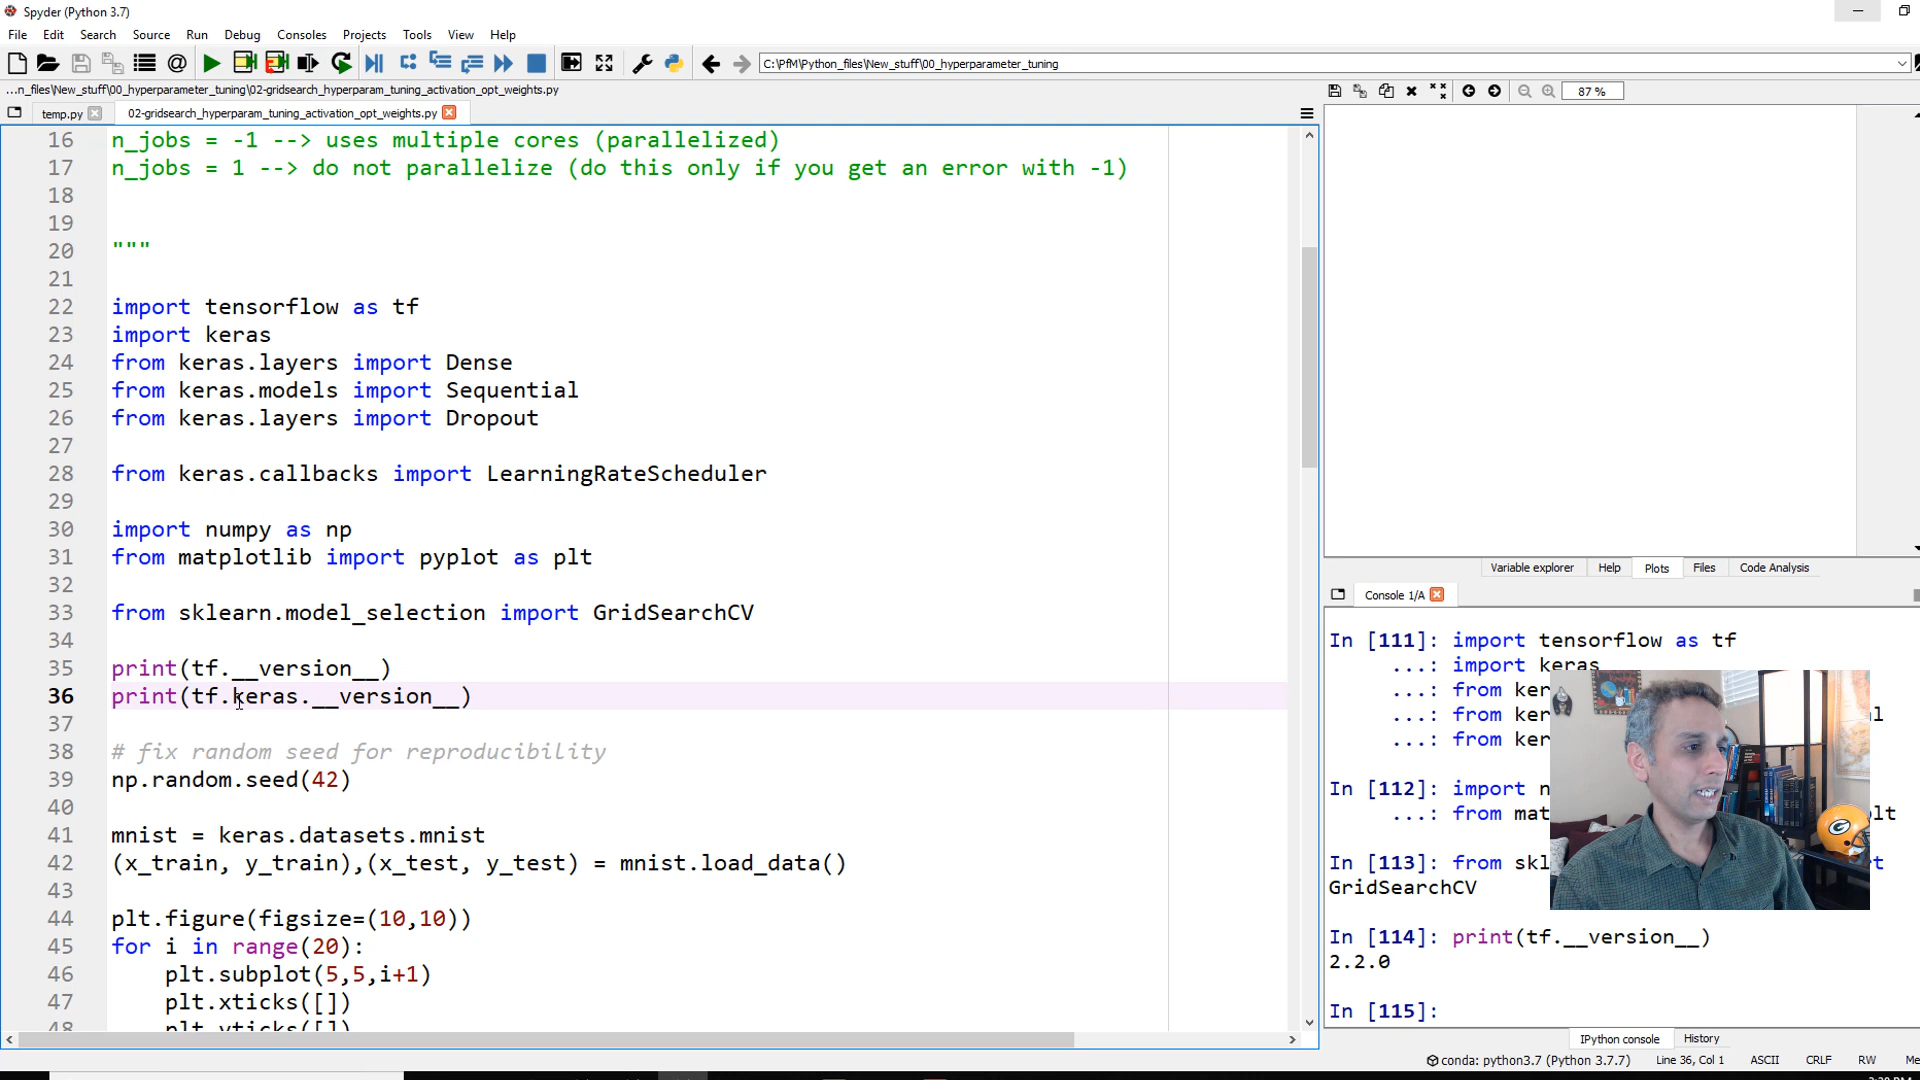 Spyder (Python 3.7)
File Edit Search Source Run Debug Consoles Projects Tools View Help
C:\PfM\Python_files\New_stuff\00_hyperparameter_tuning
...n_files\New_stuff\00_hyperparameter_tuning\02-gridsearch_hyperparam_tuning_activation_opt_weights.py
87 %
temp.py 02-gridsearch_hyperparam_tuning_activation_opt_weights.py
16 n_jobs = -1 --> uses multiple cores (parallelized)
17 n_jobs = 1 --> do not parallelize (do this only if you get an error with -1)
18
19
20 """
21
22 import tensorflow as tf
23 import keras
24 from keras.layers import Dense
25 from keras.models import Sequential
26 from keras.layers import Dropout
27
28 from keras.callbacks import LearningRateScheduler
29
30 import numpy as np
31 from matplotlib import pyplot as plt
32
33 from sklearn.model_selection import GridSearchCV
34
35 print(tf.__version__)
36 print(tf.keras.__version__)
37
38 # fix random seed for reproducibility
39 np.random.seed(42)
40
41 mnist = keras.datasets.mnist
42 (x_train, y_train),(x_test, y_test) = mnist.load_data()
43
44 plt.figure(figsize=(10,10))
45 for i in range(20):
46 plt.subplot(5,5,i+1)
47 plt.xticks([])
48 plt.yticks([])
Variable explorer Help Plots Files Code Analysis
Console 1/A
In [111]: import tensorflow as tf
...: import keras
...: from
...: from
...: from
In [112]: import
...: from
In [113]: from
GridSearchCV
In [114]: print(tf.__version__)
2.2.0
In [115]:
IPython console History
conda: python3.7 (Python 3.7.7) Line 36, Col 1 ASCII CRLF RW